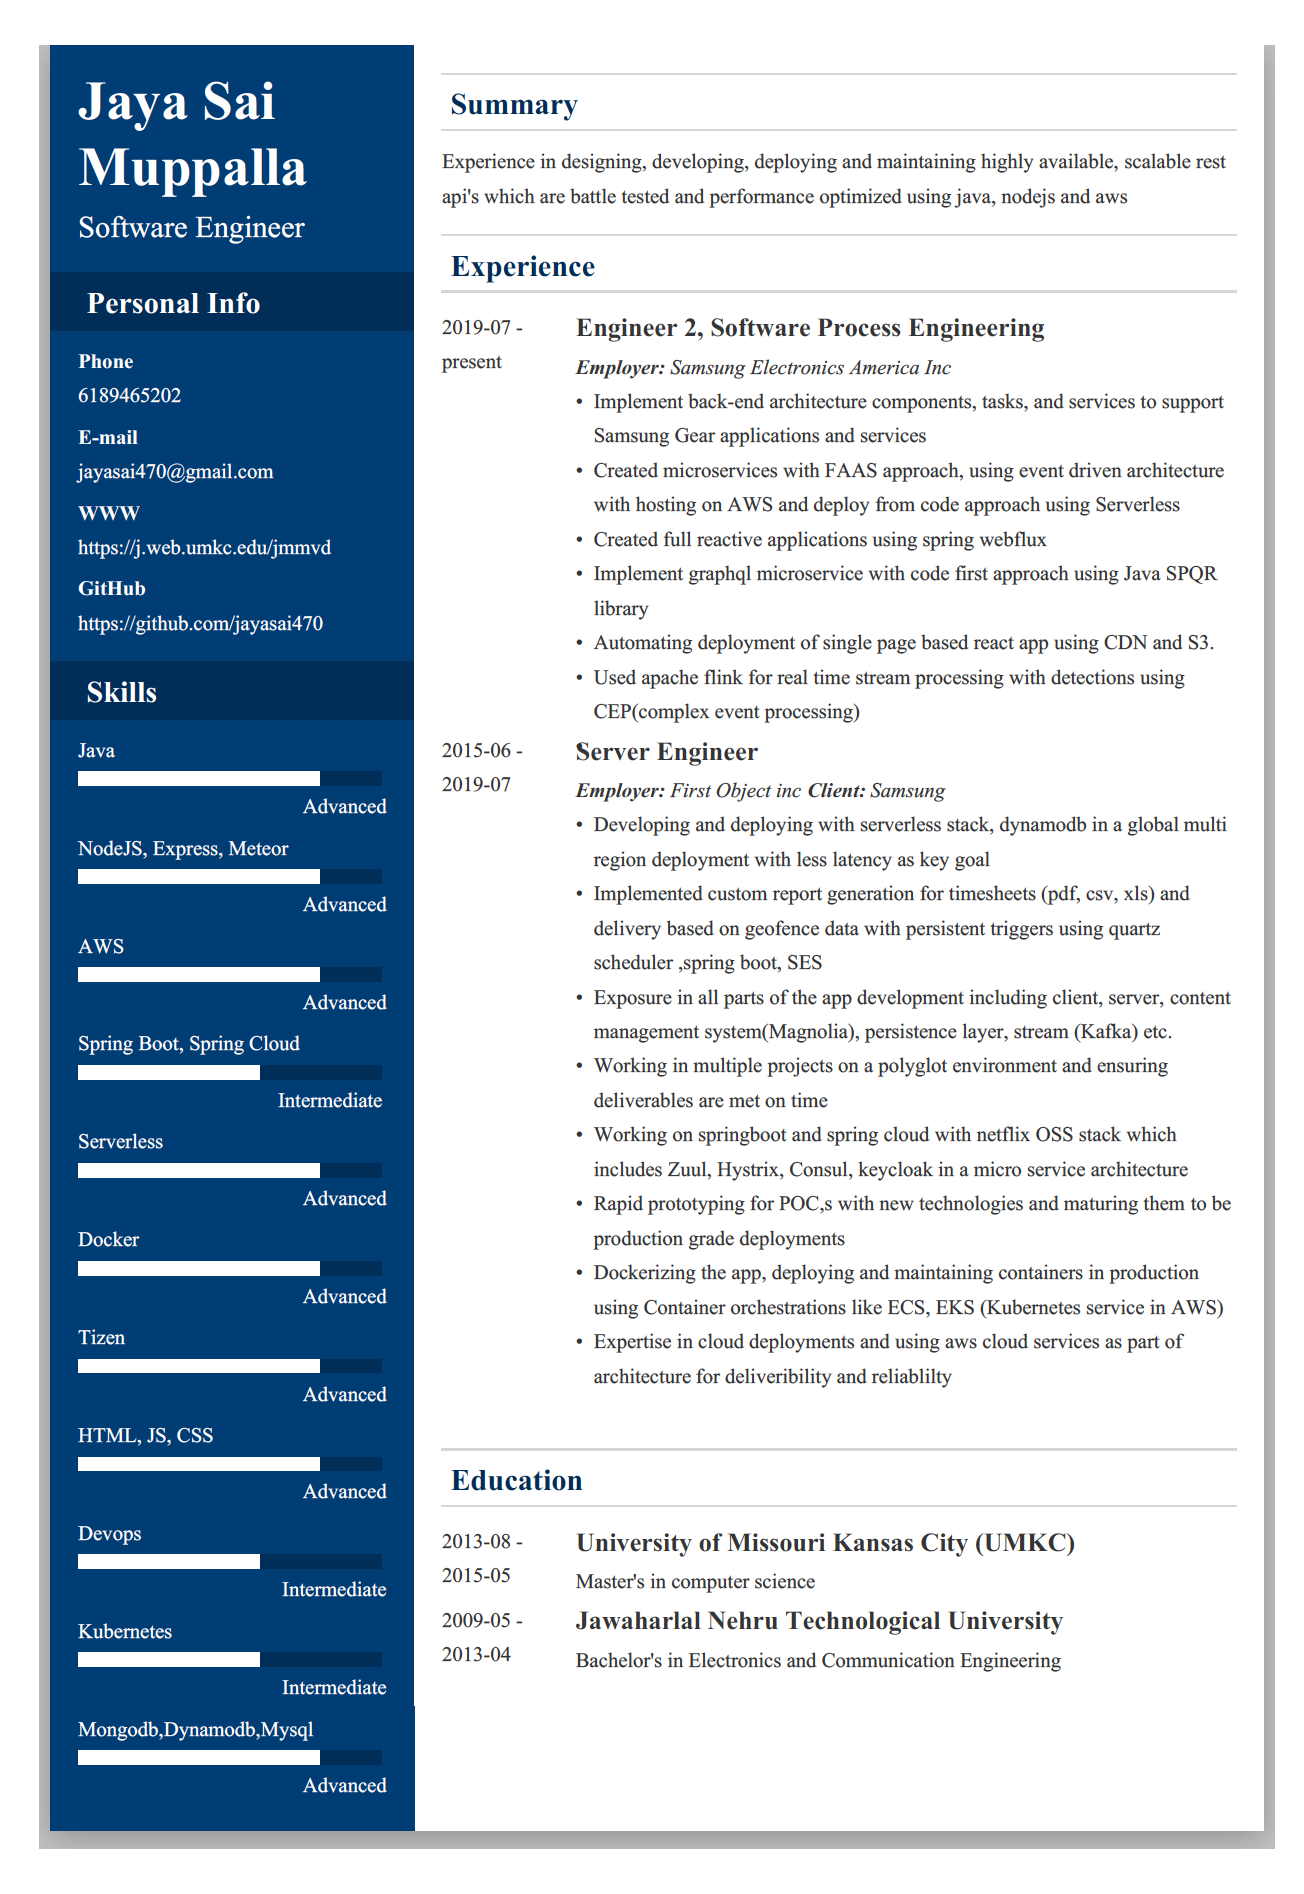 Jaya Sai
Muppalla
Software Engineer
Personal Info
Phone
6189465202
E-mail
jayasai470@gmail.com
WWW
https://j.web.umkc.edu/jmmvd
GitHub
https://github.com/jayasai470
Skills
Java
Advanced
NodeJS, Express, Meteor
Advanced
AWS
Advanced
Spring Boot, Spring Cloud
Intermediate
Serverless
Advanced
Docker
Advanced
Tizen
Advanced
HTML, JS, CSS
Advanced
Devops
Intermediate
Kubernetes
Intermediate
Mongodb,Dynamodb,Mysql
Advanced
Summary
Experience in designing, developing, deploying and maintaining highly available, scalable rest
api's which are battle tested and performance optimized using java, nodejs and aws
Experience
2019-07 -
present
Engineer 2, Software Process Engineering
Employer: Samsung Electronics America Inc
• Implement back-end architecture components, tasks, and services to support
Samsung Gear applications and services
• Created microservices with FAAS approach, using event driven architecture
with hosting on AWS and deploy from code approach using Serverless
• Created full reactive applications using spring webflux
• Implement graphql microservice with code first approach using Java SPQR
library
• Automating deployment of single page based react app using CDN and S3.
• Used apache flink for real time stream processing with detections using
CEP(complex event processing)
2015-06 -
2019-07
Server Engineer
Employer: First Object inc Client: Samsung
• Developing and deploying with serverless stack, dynamodb in a global multi
region deployment with less latency as key goal
• Implemented custom report generation for timesheets (pdf, csv, xls) and
delivery based on geofence data with persistent triggers using quartz
scheduler ,spring boot, SES
• Exposure in all parts of the app development including client, server, content
management system(Magnolia), persistence layer, stream (Kafka) etc.
• Working in multiple projects on a polyglot environment and ensuring
deliverables are met on time
• Working on springboot and spring cloud with netflix OSS stack which
includes Zuul, Hystrix, Consul, keycloak in a micro service architecture
• Rapid prototyping for POC,s with new technologies and maturing them to be
production grade deployments
• Dockerizing the app, deploying and maintaining containers in production
using Container orchestrations like ECS, EKS (Kubernetes service in AWS)
• Expertise in cloud deployments and using aws cloud services as part of
architecture for deliveribility and reliablilty
Education
2013-08 -
2015-05
University of Missouri Kansas City (UMKC)
Master's in computer science
2009-05 -
2013-04
Jawaharlal Nehru Technological University
Bachelor's in Electronics and Communication Engineering